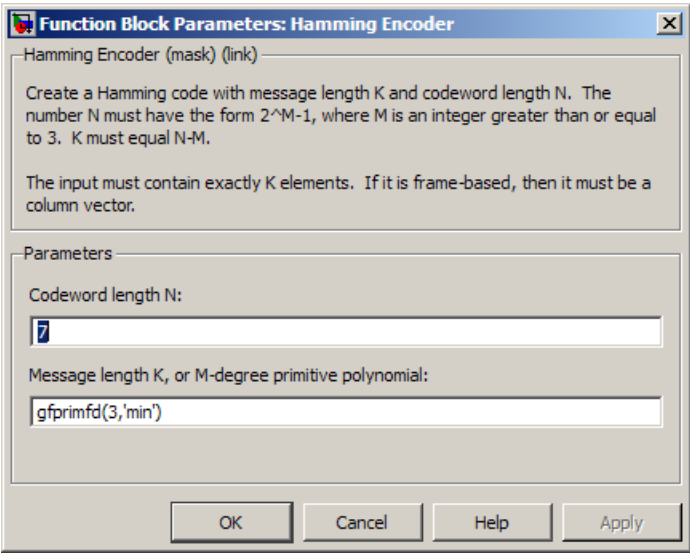 Function Block Parameters: Hamming Encoder
Hamming Encoder (mask) (link)
Create a Hamming code with message length K and codeword length N.  The
number N must have the form 2^M-1, where M is an integer greater than or equal
to 3.  K must equal N-M.
The input must contain exactly K elements.  If it is frame-based, then it must be a
column vector.
Parameters
Codeword length N:
7
Message length K, or M-degree primitive polynomial:
gfprimfd(3,'min')
OK Cancel Help Apply